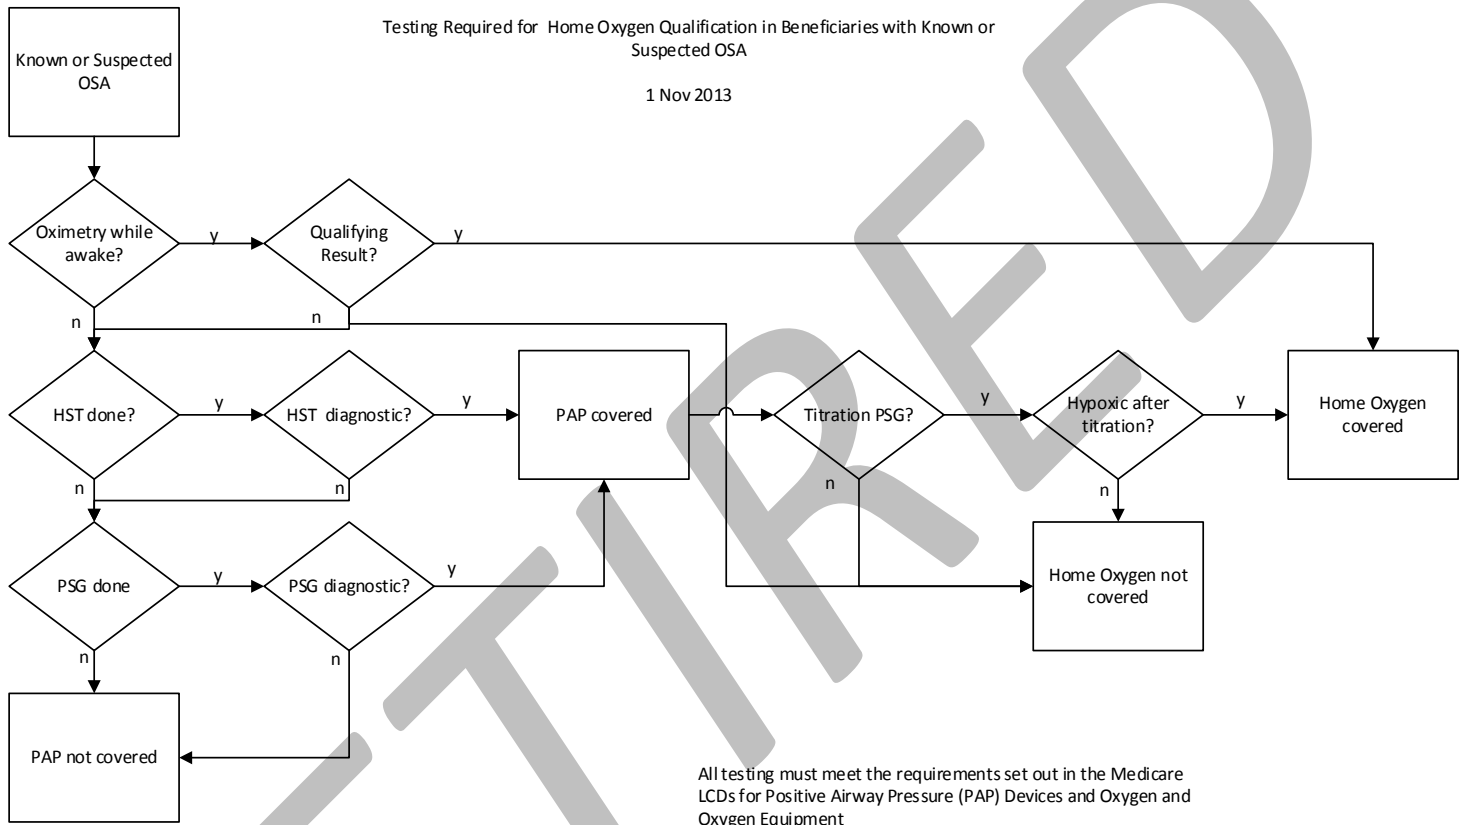 Testing Required for Home Oxygen Qualification in Beneficiaries with Known or
Suspected OSA
1 Nov 2013
Known or Suspected
OSA
Oximetry while
awake?
y
Qualifying
Result?
y
n
n
HST done?
y
HST diagnostic?
y
PAP covered
Titration PSG?
y
Hypoxic after
titration?
y
Home Oxygen
covered
n
n
n
n
PSG done
y
PSG diagnostic?
y
Home Oxygen not
covered
n
n
PAP not covered
All testing must meet the requirements set out in the Medicare
LCDs for Positive Airway Pressure (PAP) Devices and Oxygen and
Oxygen Equipment
TIRED